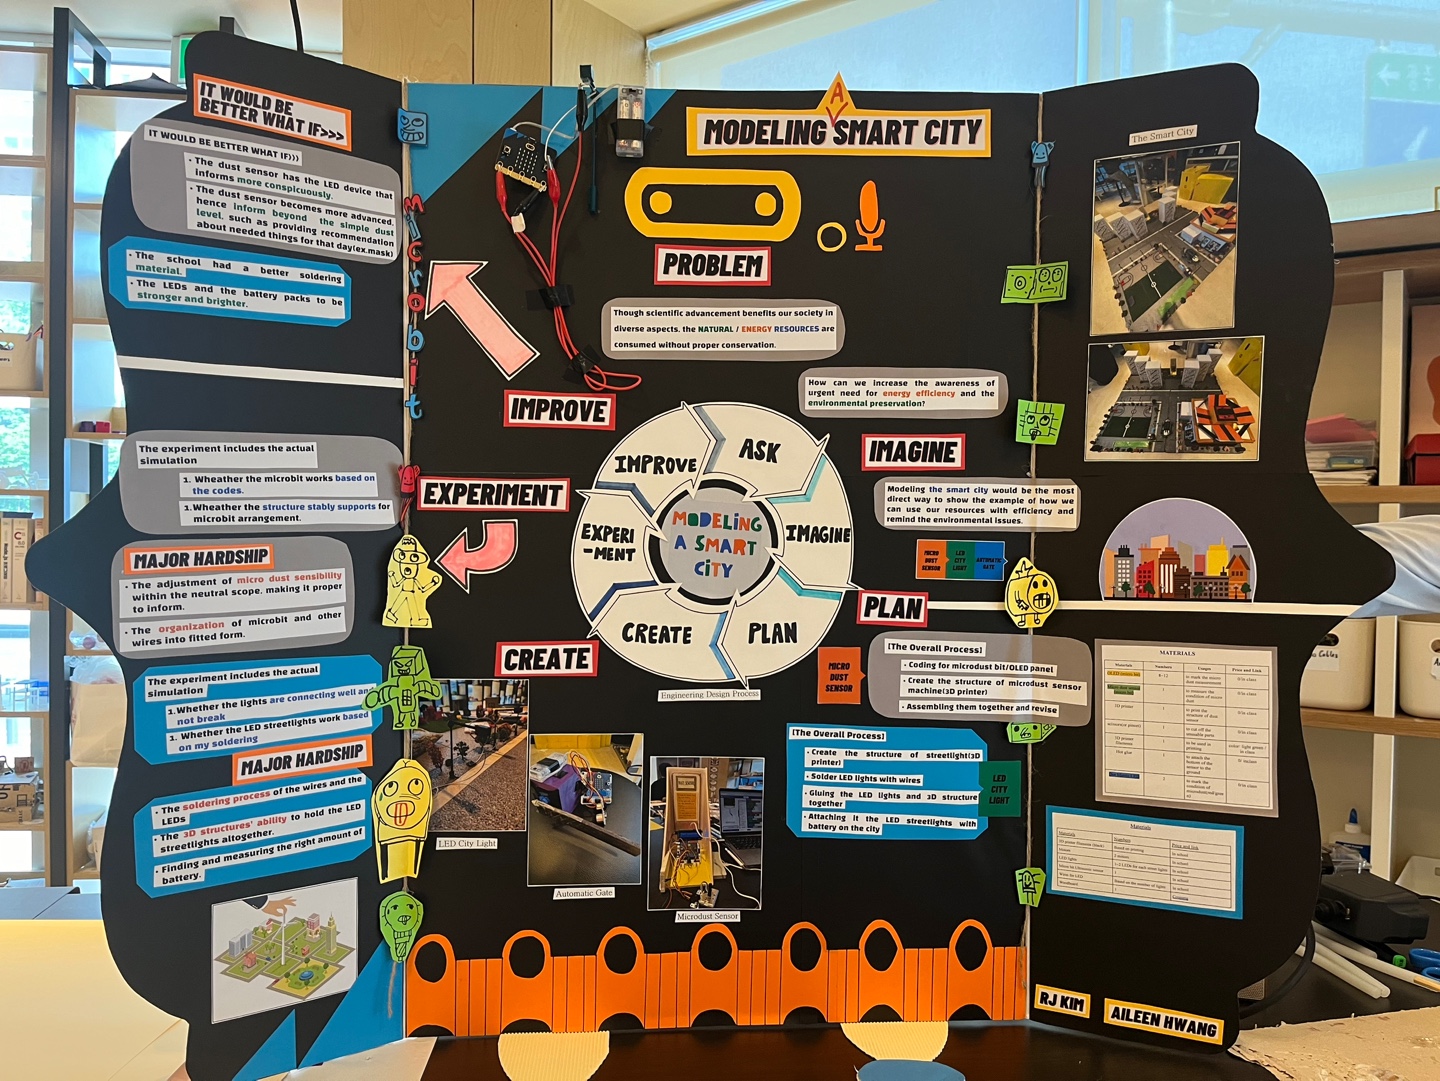 IT WOULD BE
BETTER WHAT IF>>>
IT WOULD BE BETTER WHAT IF>>>
• The dust sensor has the LED device that
informs more conspicuously.
• The dust sensor becomes more advanced,
hence inform beyond the simple dust
level, such as providing recommendation
about needed things for that day(ex.mask)
• The school had a better soldering
material.
• The LEDs and the battery packs to be
stronger and brighter.
The experiment includes the actual
simulation
1. Wheather the microbit works based on
the codes.
1.Wheather the structure stably supports for
microbit arrangement.
MAJOR HARDSHIP
• The adjustment of micro dust sensibility
within the neutral scope, making it proper
to inform.
• The organization of microbit and other
wires into fitted form.
The experiment includes the actual
simulation
1.Whether the lights are connecting well and
not break
1. Whether the LED streetlights work based
on my soldering
MAJOR HARDSHIP
• The soldering process of the wires and the
LEDs
• The 3D structures' ability to hold the LED
streetlights altogether.
• Finding and measuring the right amount of
battery.
Microbit
A
MODELING SMART CITY
PROBLEM
Though scientific advancement benefits our society in
diverse aspects, the NATURAL / ENERGY RESOURCES are
consumed without proper conservation.
How can we increase the awareness of
urgent need for energy efficiency and the
environmental preservation?
IMPROVE
EXPERIMENT
CREATE
IMAGINE
Modeling the smart city would be the most
direct way to show the example of how we
can use our resources with efficiency and
remind the environmental issues.
MICRO
DUST
SENSOR
LED
CITY
LIGHT
AUTOMATIC
GATE
PLAN
ASK
IMAGINE
PLAN
CREATE
EXPERI
-MENT
IMPROVE
MODELING
A SMART
CITY
Engineering Design Process
MICRO
DUST
SENSOR
[The Overall Process]
• Coding for microdust bit/OLED panel
• Create the structure of microdust sensor
machine(3D printer)
• Assembling them together and revise
[The Overall Process]
• Create the structure of streetlight(3D
printer)
• Solder LED lights with wires
• Gluing the LED lights and 3D structure
together
• Attaching it the LED streetlights with
battery on the city
LED
CITY
LIGHT
LED City Light
Automatic Gate
Microdust Sensor
The Smart City
MATERIALS
Materials Numbers Usages Price and Link
3D printer
Materials
Materials Numbers Price and link
LED lights
RJ KIM
AILEEN HWANG